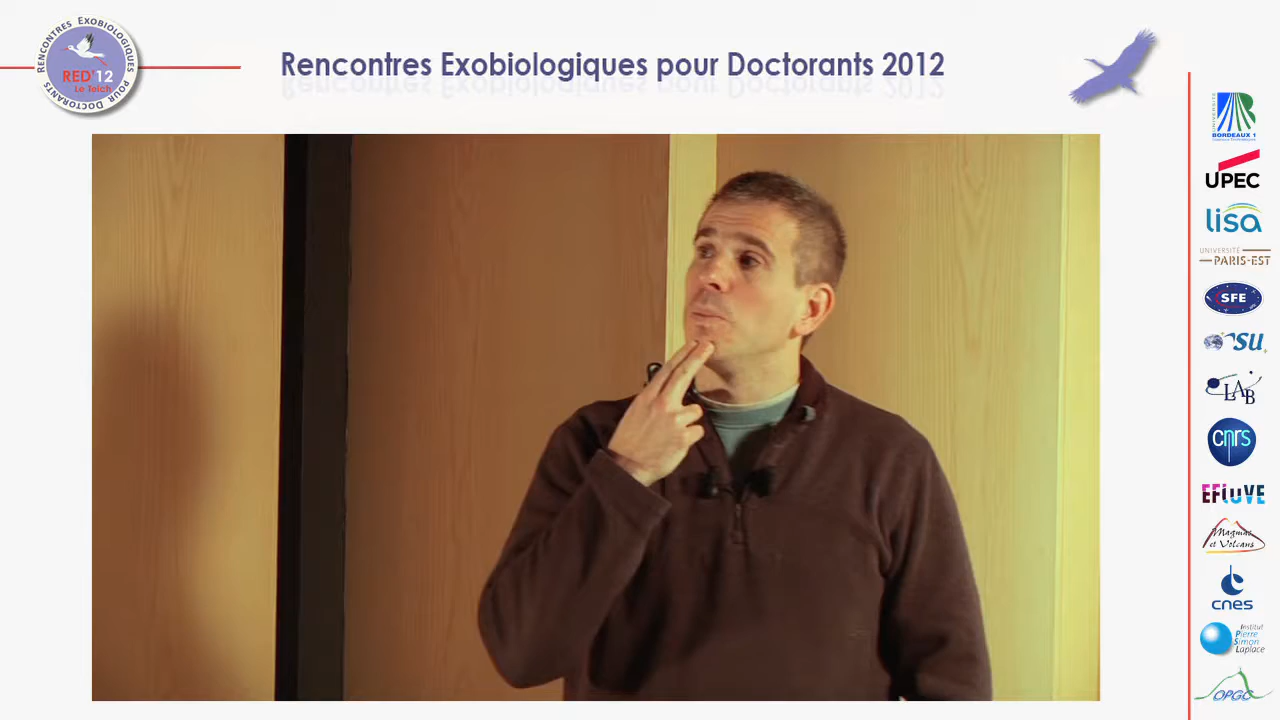 RENCONTRES EXOBIOLOGIQUES POUR DOCTORANTS
RED'12
Le Teich
Rencontres Exobiologiques pour Doctorants 2012
UNIVERSITÉ
BORDEAUX 1
UPEC
lisa
UNIVERSITÉ
PARIS-EST
SFE
SU
LAB
cnrs
EFLUVE
Magmas
et Volcans
cnes
Institut
Pierre
Simon
Laplace
OPGC